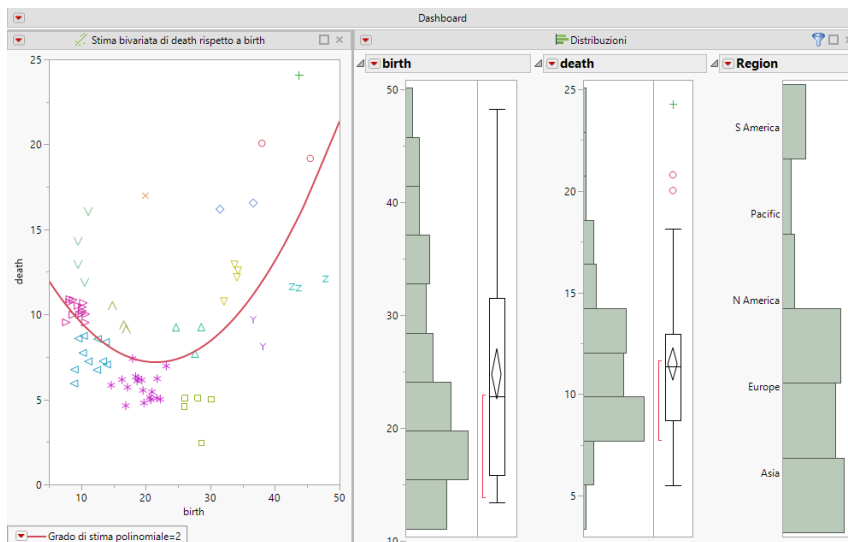 Dashboard
Stima bivariata di death rispetto a birth
25
20
15
10
5
0
death
10
20
30
40
50
birth
Grado di stima polinomiale=2
Distribuzioni
birth
50
40
30
20
10
death
25
20
15
10
5
Region
S America
Pacific
N America
Europe
Asia